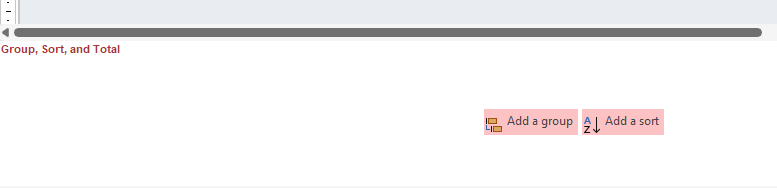 Group, Sort, and Total
Add a group
A
Z
Add a sort